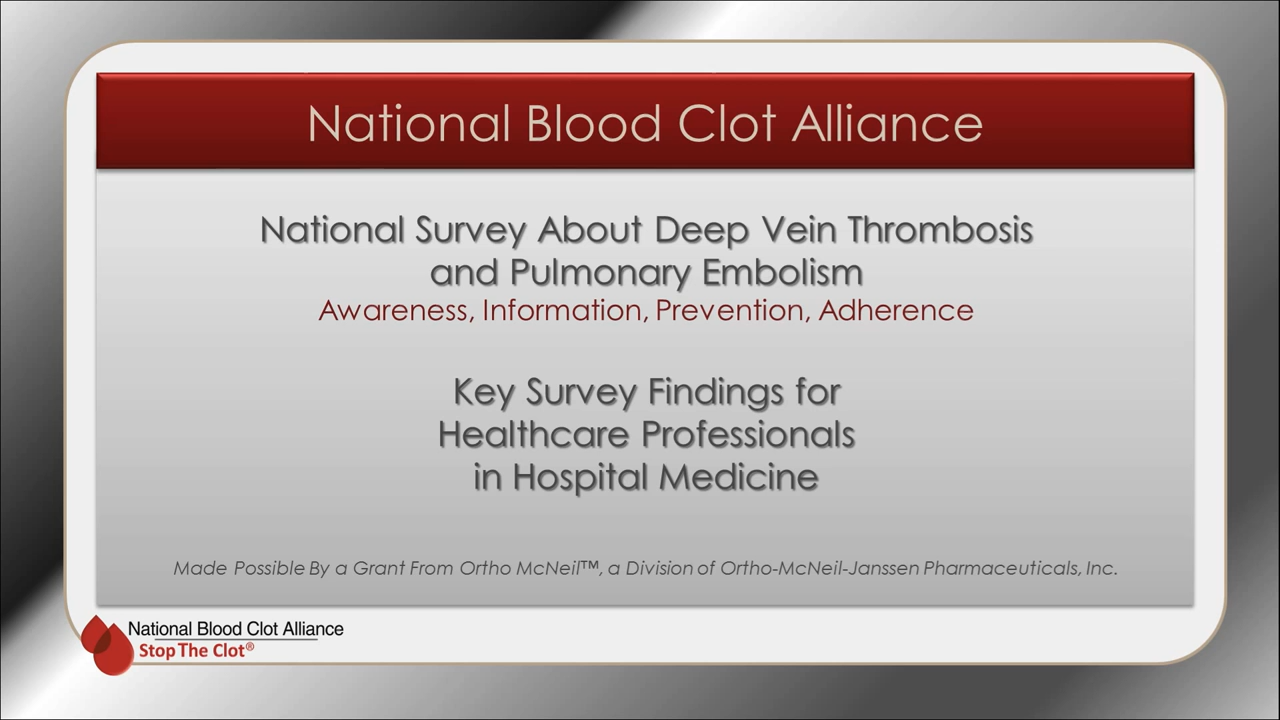 National Blood Clot Alliance
National Survey About Deep Vein Thrombosis
and Pulmonary Embolism
Awareness, Information, Prevention, Adherence
Key Survey Findings for
Healthcare Professionals
in Hospital Medicine
Made Possible By a Grant From Ortho McNeil™, a Division of Ortho-McNeil-Janssen Pharmaceuticals, Inc.
National Blood Clot Alliance
Stop The Clot®